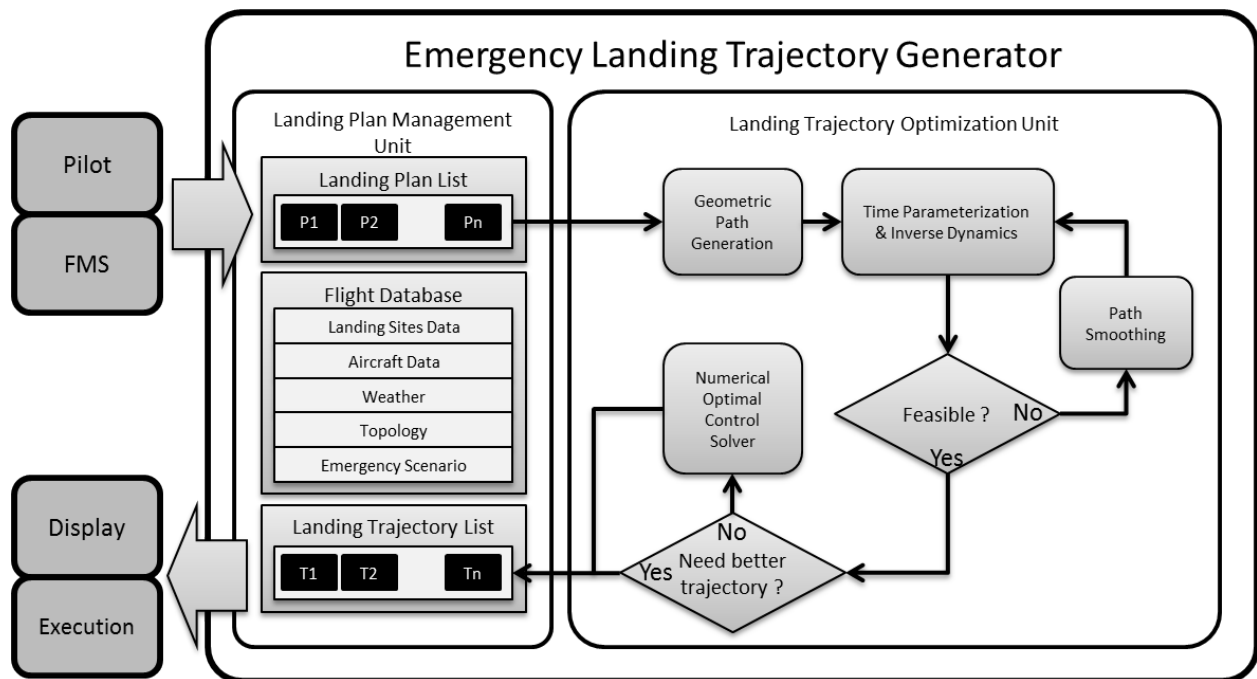 Emergency Landing Trajectory Generator
Pilot
FMS
Display
Execution
Landing Plan Management
Unit
Landing Plan List
P1 P2 Pn
Flight Database
Landing Sites Data
Aircraft Data
Weather
Topology
Emergency Scenario
Landing Trajectory List
T1 T2 Tn
Landing Trajectory Optimization Unit
Geometric
Path
Generation
Time Parameterization
& Inverse Dynamics
Path
Smoothing
Feasible ?
No
Yes
Numerical
Optimal
Control
Solver
No
Yes
Need better
trajectory ?